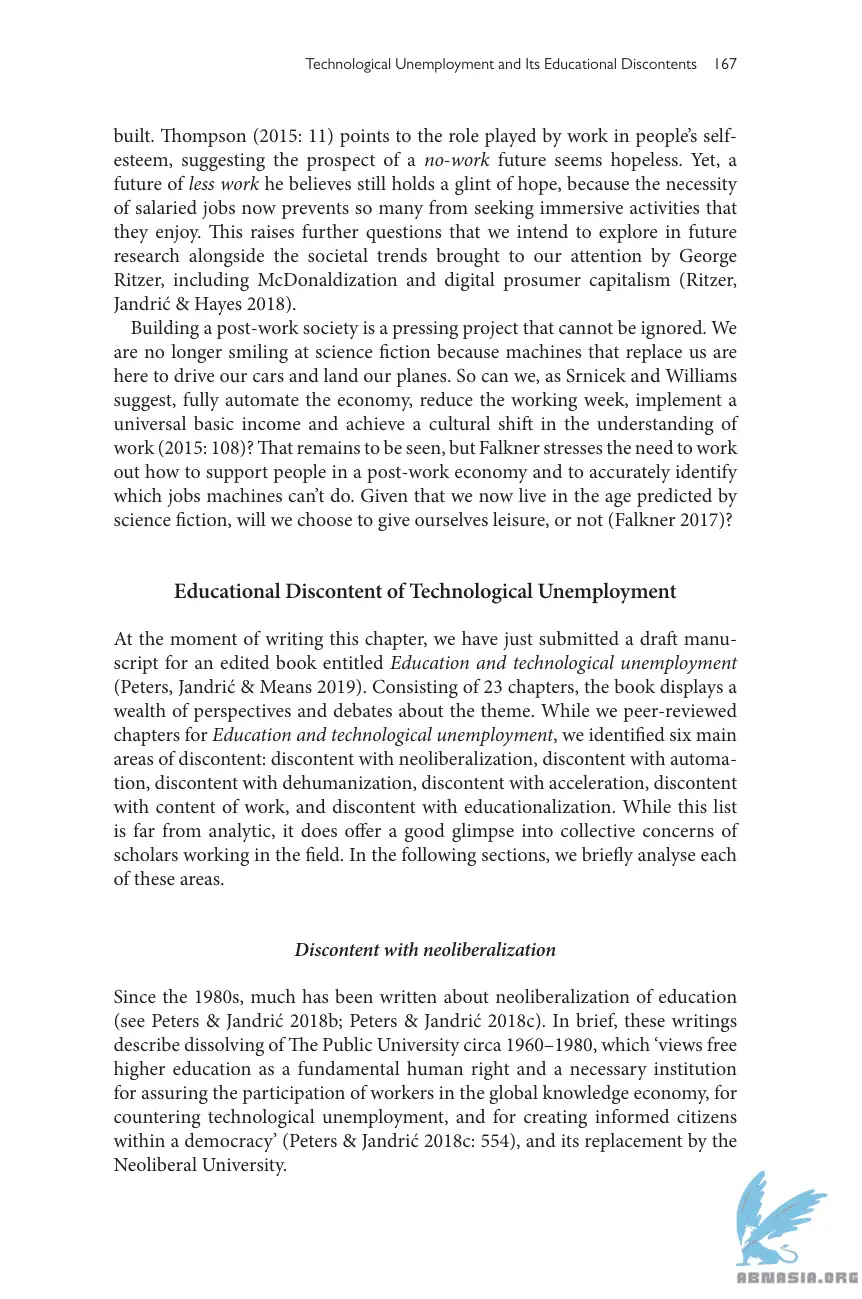 Technological Unemployment and Its Educational Discontents 167
built. Thompson (2015: 11) points to the role played by work in people’s self-
esteem, suggesting the prospect of a no-work future seems hopeless. Yet, a
future of less work he believes still holds a glint of hope, because the necessity
of salaried jobs now prevents so many from seeking immersive activities that
they enjoy. This raises further questions that we intend to explore in future
research alongside the societal trends brought to our attention by George
Ritzer, including McDonaldization and digital prosumer capitalism (Ritzer,
Jandrić & Hayes 2018).
Building a post-work society is a pressing project that cannot be ignored. We
are no longer smiling at science fiction because machines that replace us are
here to drive our cars and land our planes. So can we, as Srnicek and Williams
suggest, fully automate the economy, reduce the working week, implement a
universal basic income and achieve a cultural shift in the understanding of
work (2015: 108)? That remains to be seen, but Falkner stresses the need to work
out how to support people in a post-work economy and to accurately identify
which jobs machines can’t do. Given that we now live in the age predicted by
science fiction, will we choose to give ourselves leisure, or not (Falkner 2017)?
Educational Discontent of Technological Unemployment
At the moment of writing this chapter, we have just submitted a draft manu-
script for an edited book entitled Education and technological unemployment
(Peters, Jandrić & Means 2019). Consisting of 23 chapters, the book displays a
wealth of perspectives and debates about the theme. While we peer-reviewed
chapters for Education and technological unemployment, we identified six main
areas of discontent: discontent with neoliberalization, discontent with automa-
tion, discontent with dehumanization, discontent with acceleration, discontent
with content of work, and discontent with educationalization. While this list
is far from analytic, it does offer a good glimpse into collective concerns of
scholars working in the field. In the following sections, we briefly analyse each
of these areas.
Discontent with neoliberalization
Since the 1980s, much has been written about neoliberalization of education
(see Peters & Jandrić 2018b; Peters & Jandrić 2018c). In brief, these writings
describe dissolving of The Public University circa 1960–1980, which ‘views free
higher education as a fundamental human right and a necessary institution
for assuring the participation of workers in the global knowledge economy, for
countering technological unemployment, and for creating informed citizens
within a democracy’ (Peters & Jandrić 2018c: 554), and its replacement by the
Neoliberal University.
ABNASIA.ORG